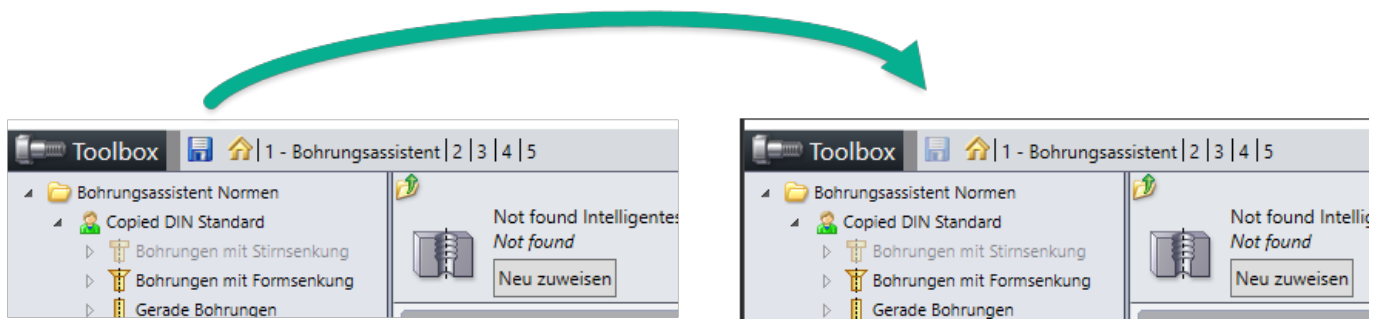 Toolbox 1 - Bohrungsassistent 2 3 4 5
Bohrungsassistent Normen
Copied DIN Standard
Bohrungen mit Stirnsenkung
Bohrungen mit Formsenkung
Gerade Bohrungen
Not found Intelligentes
Not found
Neu zuweisen
Toolbox 1 - Bohrungsassistent 2 3 4 5
Bohrungsassistent Normen
Copied DIN Standard
Bohrungen mit Stirnsenkung
Bohrungen mit Formsenkung
Gerade Bohrungen
Not found Intellig
Not found
Neu zuweisen